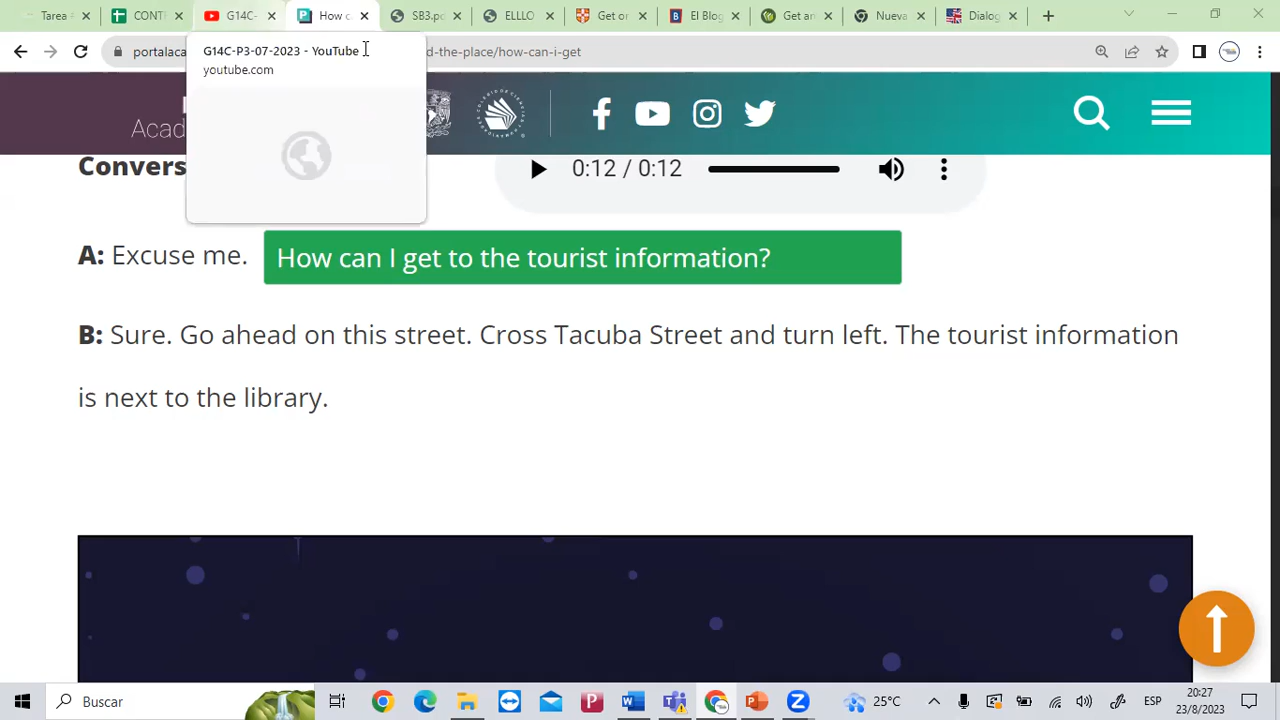 Tarea
CONT
G14C-
How c
SB3.pc
ELLLO
Get or
El Blog
Get ar
Nueva
Dialog
portalaca
d-the-place/how-can-i-get
G14C-P3-07-2023 - YouTube
youtube.com
Acad
Convers
0:12 / 0:12
A: Excuse me. How can I get to the tourist information?
B: Sure. Go ahead on this street. Cross Tacuba Street and turn left. The tourist information
is next to the library.
Buscar
25°C
ESP
20:27
23/8/2023